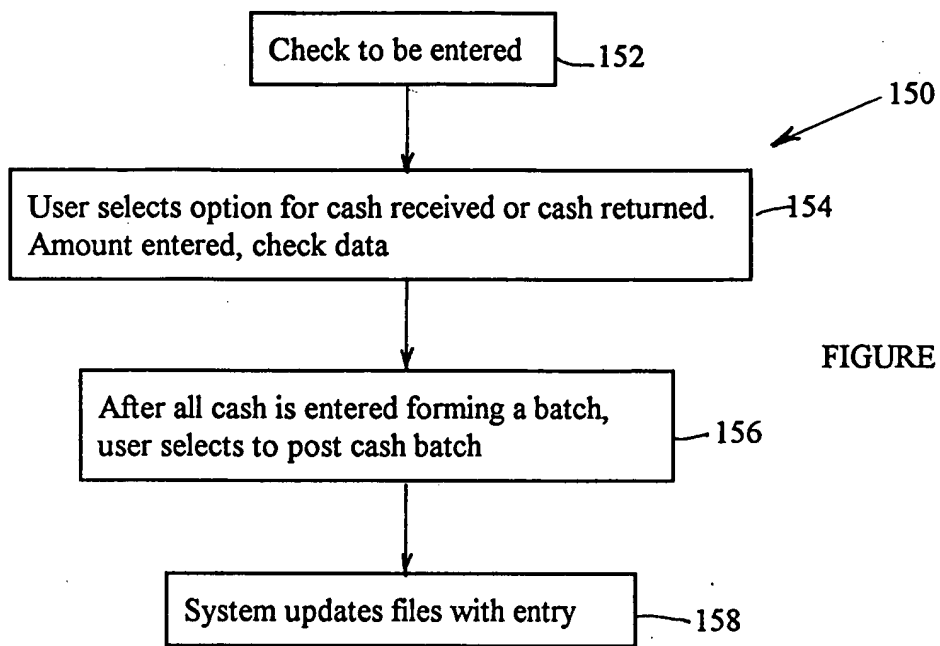 Check to be entered
152
150
User selects option for cash received or cash returned.
Amount entered, check data
154
FIGURE
After all cash is entered forming a batch,
user selects to post cash batch
156
System updates files with entry
158